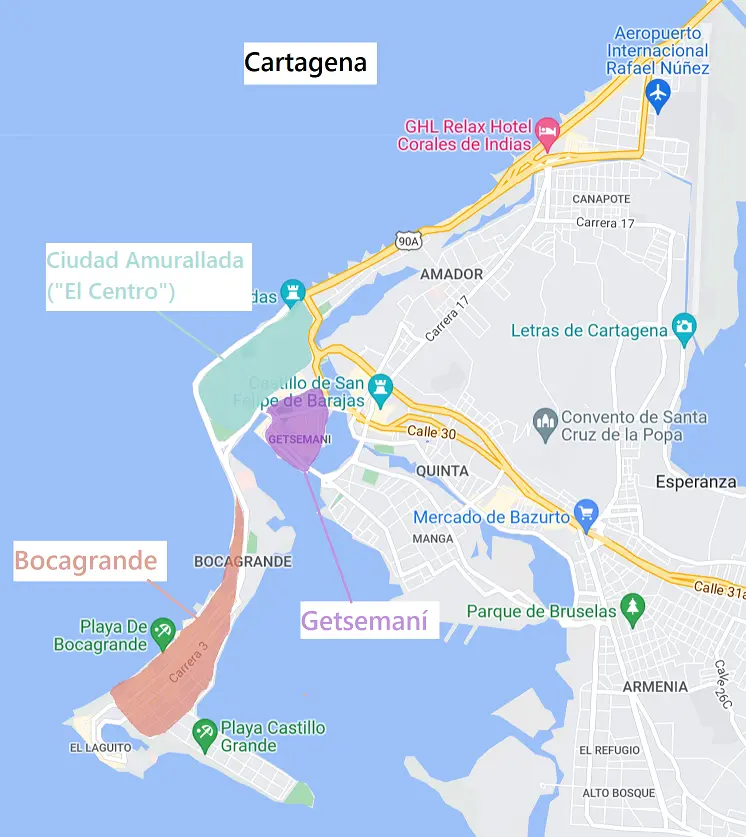 Cartagena
Aeropuerto
Internacional
Rafael Núñez
GHL Relax Hotel
Corales de Indias
CANAPOTE
Carrera 17
90A
Ciudad Amurallada
("El Centro")
das
AMADOR
Carrera 17
Letras de Cartagena
Castillo de San
Felipe de Barajas
GETSEMANI
Calle 30
Convento de Santa
Cruz de la Popa
QUINTA
Esperanza
Mercado de Bazurto
MANGA
Bocagrande
BOCAGRANDE
Calle 31a
Getsemaní
Parque de Bruselas
Playa De
Bocagrande
Carrera 3
Calle 26C
ARMENIA
Playa Castillo
Grande
EL LAGUITO
EL REFUGIO
ALTO BOSQUE